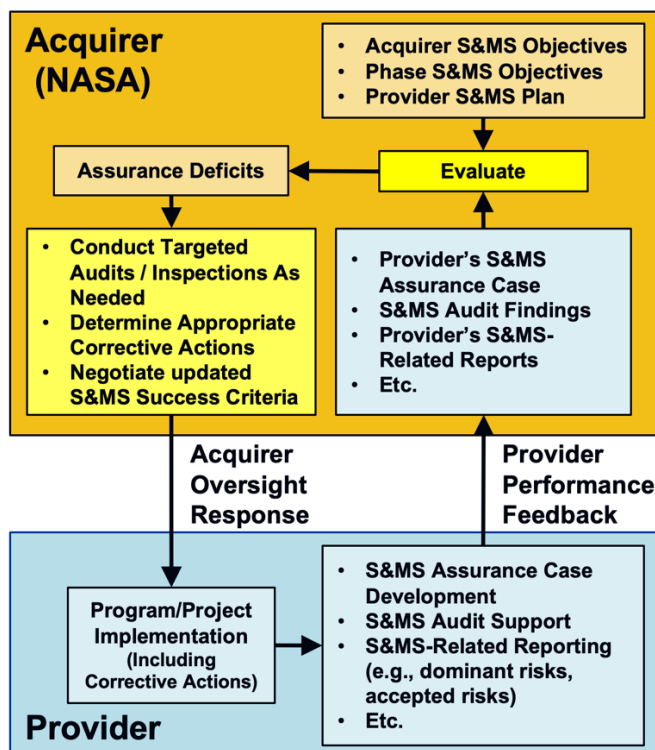 Acquirer
(NASA)
• Acquirer S&MS Objectives
• Phase S&MS Objectives
• Provider S&MS Plan
Assurance Deficits
Evaluate
• Conduct Targeted
Audits / Inspections As
Needed
• Determine Appropriate
Corrective Actions
• Negotiate updated
S&MS Success Criteria
• Provider’s S&MS
Assurance Case
• S&MS Audit Findings
• Provider’s S&MS-
Related Reports
• Etc.
Acquirer
Oversight
Response
Provider
Performance
Feedback
Program/Project
Implementation
(Including
Corrective Actions)
• S&MS Assurance Case
Development
• S&MS Audit Support
• S&MS-Related Reporting
(e.g., dominant risks,
accepted risks)
• Etc.
Provider